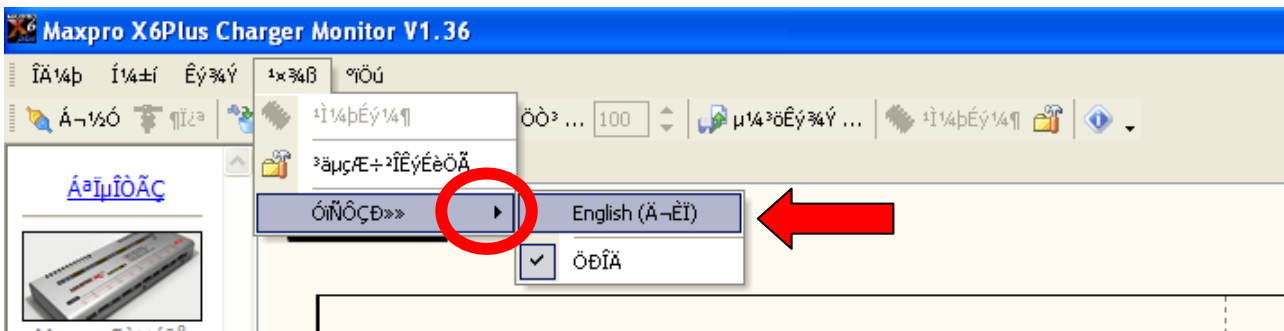 Maxpro X6Plus Charger Monitor V1.36
ÎÄ¼þ Í¼±í Êý¾Ý ¹¤¾ß °ïÖú
Á¬½Ó ¶Ï¿ª ÖÒ³ ... 100 µ¼³öÊý¾Ý ... ¹Ì¼þÉý¼¶
¹Ì¼þÉý¼¶
³äµçÆ÷²ÎÊýÉèÖÃ
ÁªÏµÎÒÃÇ
ÓïÑÔÇÐ»» English (Ä¬ÈÏ)
ÖÐÎÄ